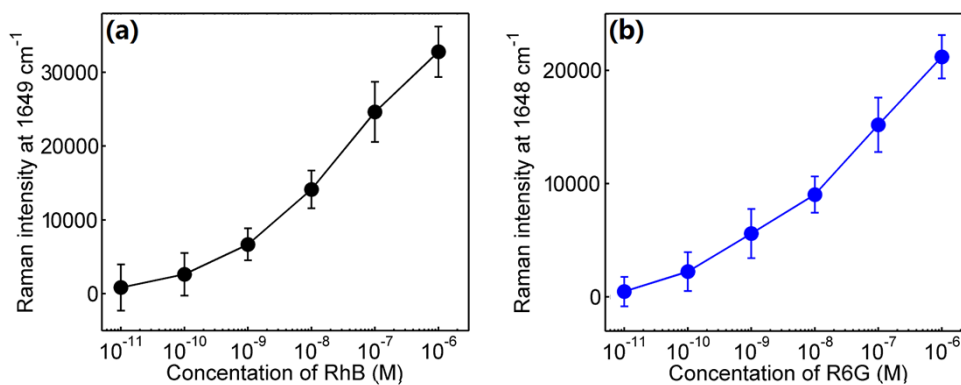 (a)
Raman intensity at 1649 cm⁻¹
30000
20000
10000
0
10⁻¹¹ 10⁻¹⁰ 10⁻⁹ 10⁻⁸ 10⁻⁷ 10⁻⁶
Concentation of RhB (M)
(b)
Raman intensity at 1648 cm⁻¹
20000
10000
0
10⁻¹¹ 10⁻¹⁰ 10⁻⁹ 10⁻⁸ 10⁻⁷ 10⁻⁶
Concentation of R6G (M)